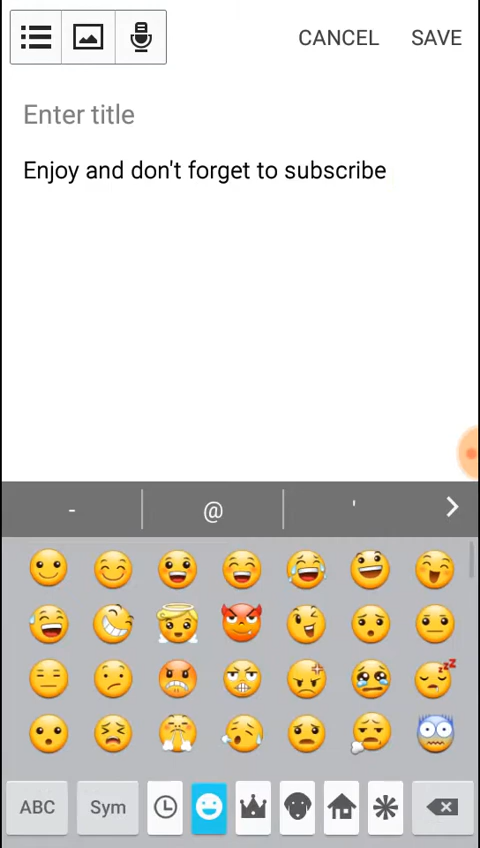 CANCEL SAVE
Enter title
Enjoy and don't forget to subscribe
- @ '
ABC Sym